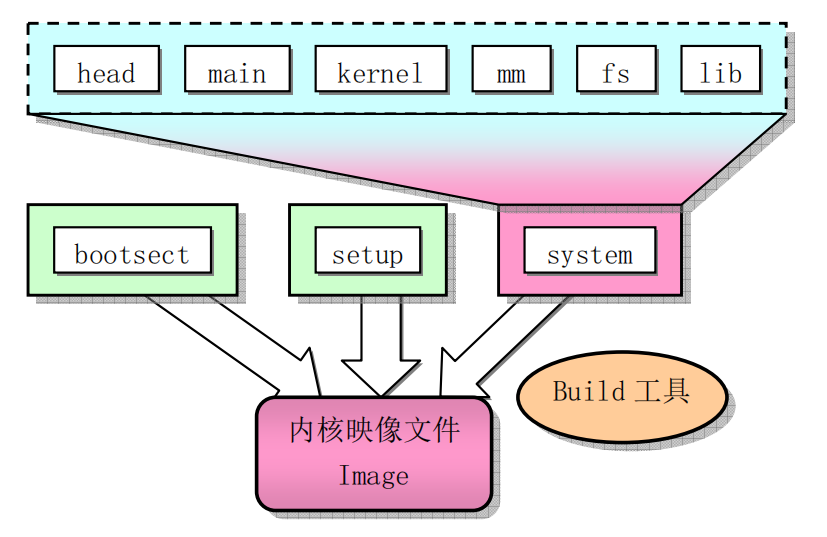 head main kernel mm fs lib
bootsect setup system
Build 工具
内核映像文件
Image